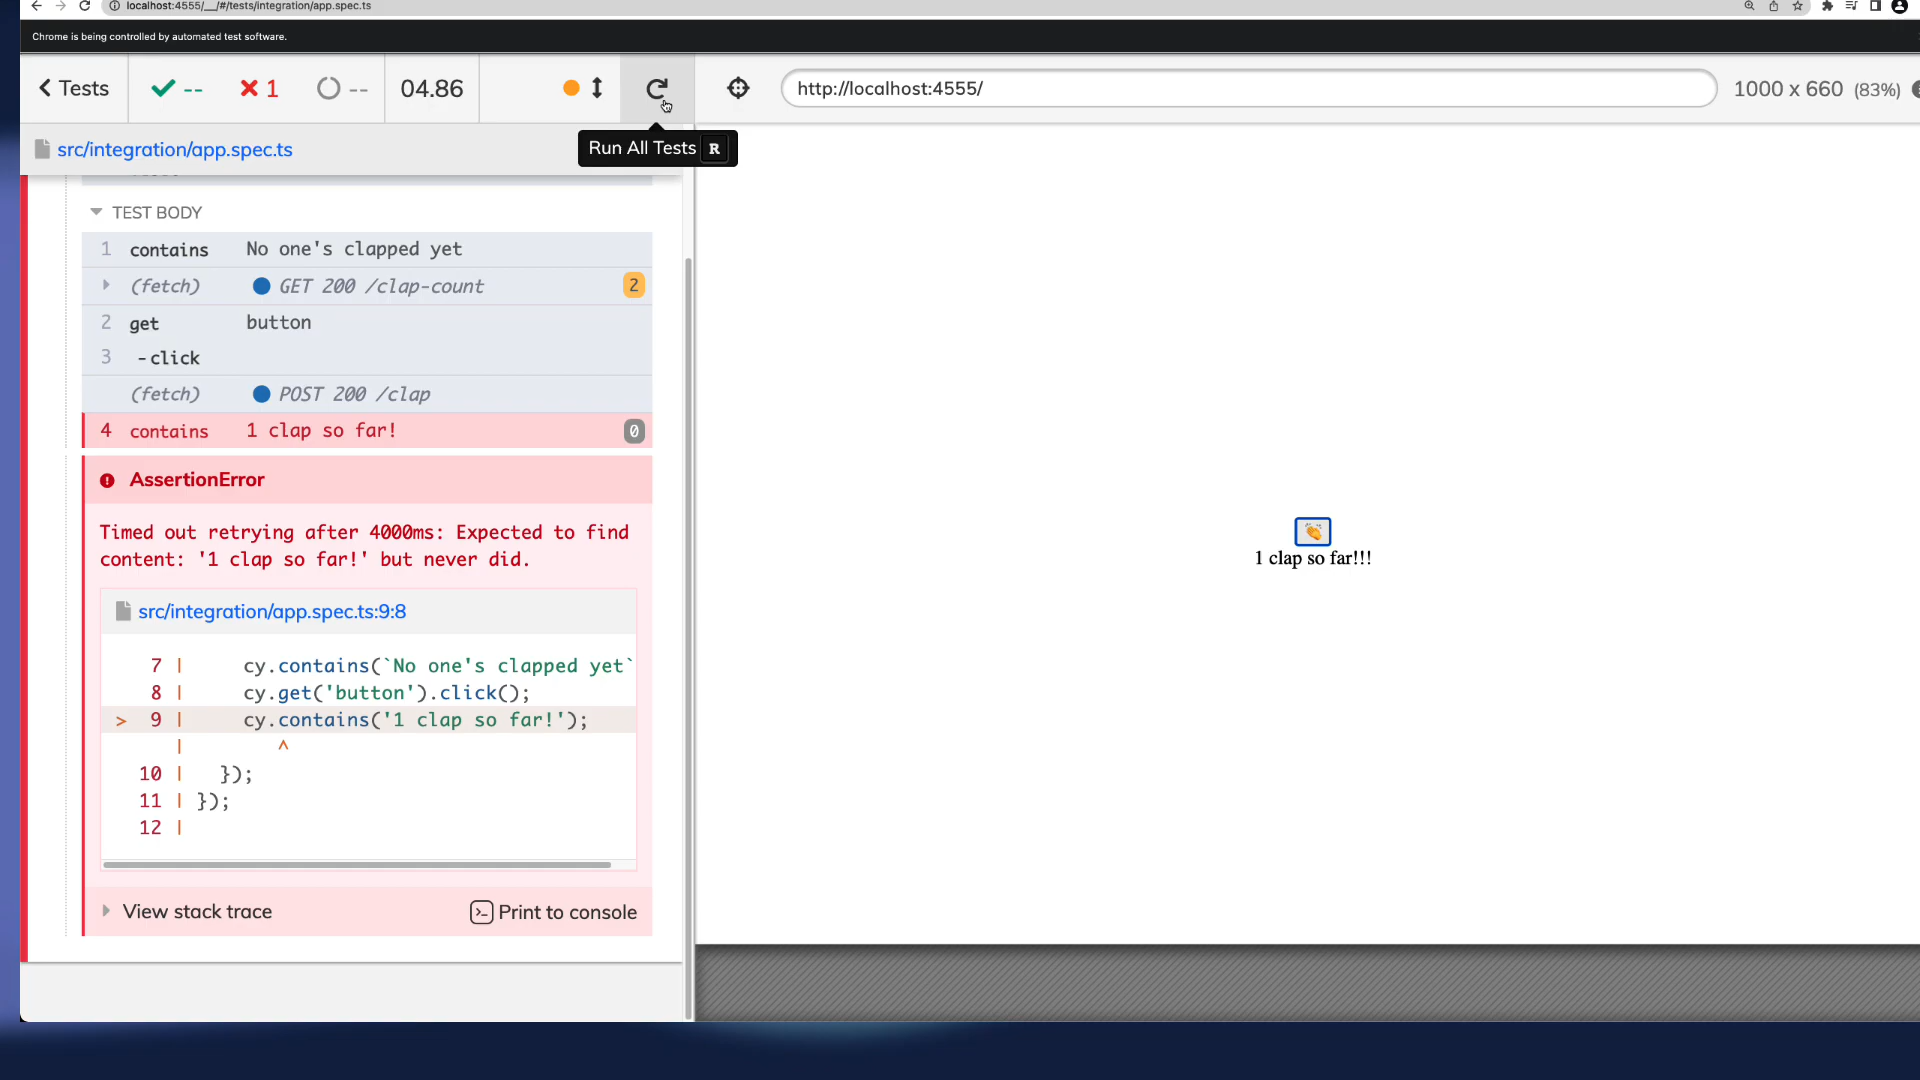 localhost:4555/__/#/tests/integration/app.spec.ts
Chrome is being controlled by automated test software.
Tests
--
1
--
04.86
http://localhost:4555/
1000 x 660 (83%)
src/integration/app.spec.ts
Run All Tests R
TEST BODY
1 contains No one's clapped yet
(fetch) GET 200 /clap-count 2
2 get button
3 -click
(fetch) POST 200 /clap
4 contains 1 clap so far! 0
AssertionError
Timed out retrying after 4000ms: Expected to find
content: '1 clap so far!' but never did.
src/integration/app.spec.ts:9:8
7 | cy.contains(`No one's clapped yet`
8 | cy.get('button').click();
> 9 | cy.contains('1 clap so far!');
| ^
10 | });
11 | });
12 |
View stack trace
Print to console
1 clap so far!!!